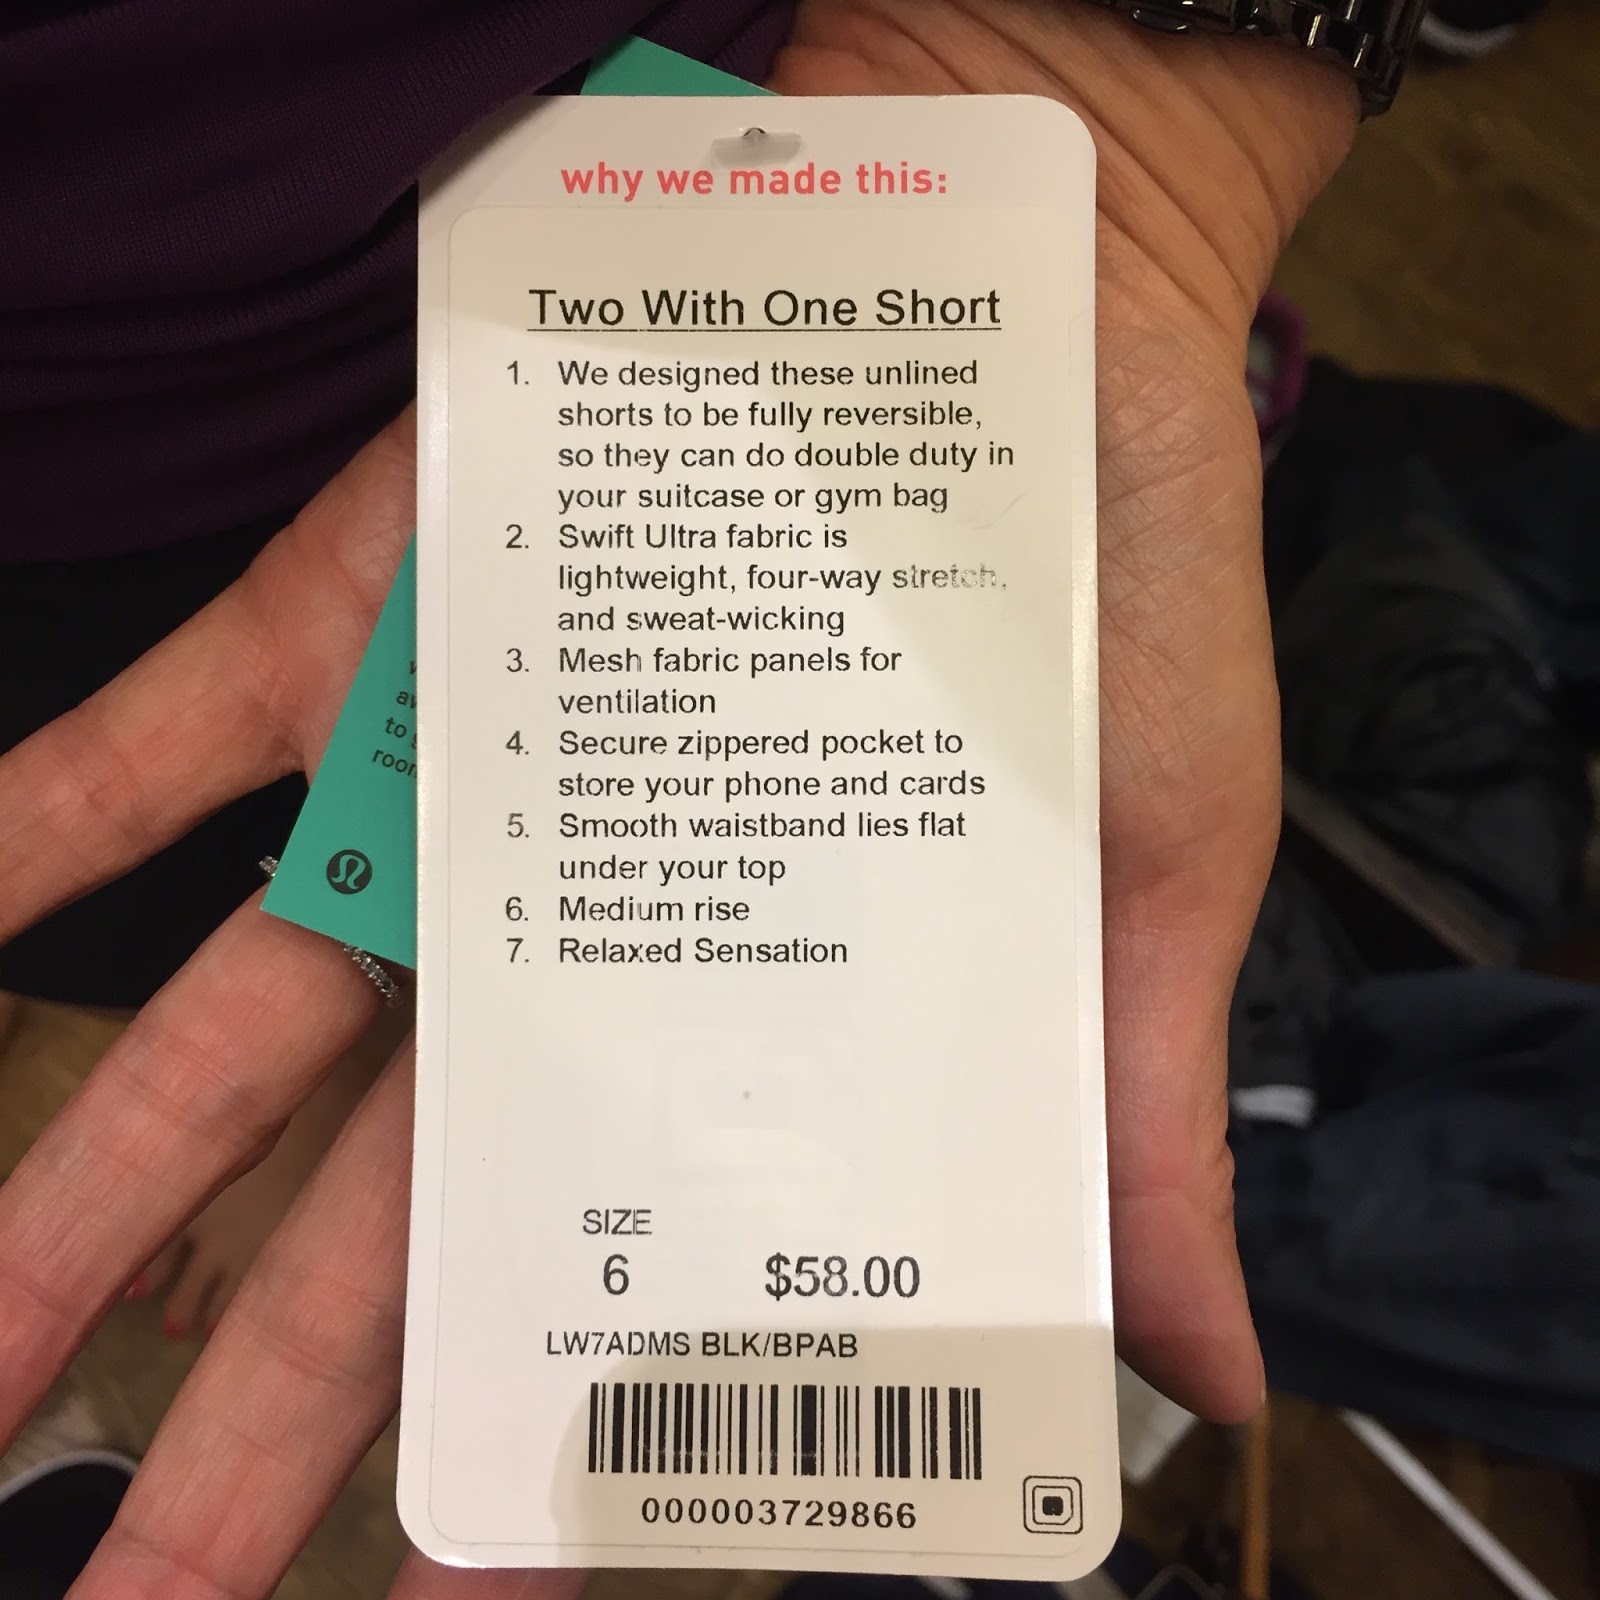 why we made this:
Two With One Short
1. We designed these unlined
shorts to be fully reversible,
so they can do double duty in
your suitcase or gym bag
2. Swift Ultra fabric is
lightweight, four-way stretch,
and sweat-wicking
3. Mesh fabric panels for
ventilation
4. Secure zippered pocket to
store your phone and cards
5. Smooth waistband lies flat
under your top
6. Medium rise
7. Relaxed Sensation
SIZE
6 $58.00
LW7ADMS BLK/BPAB
000003729866
to